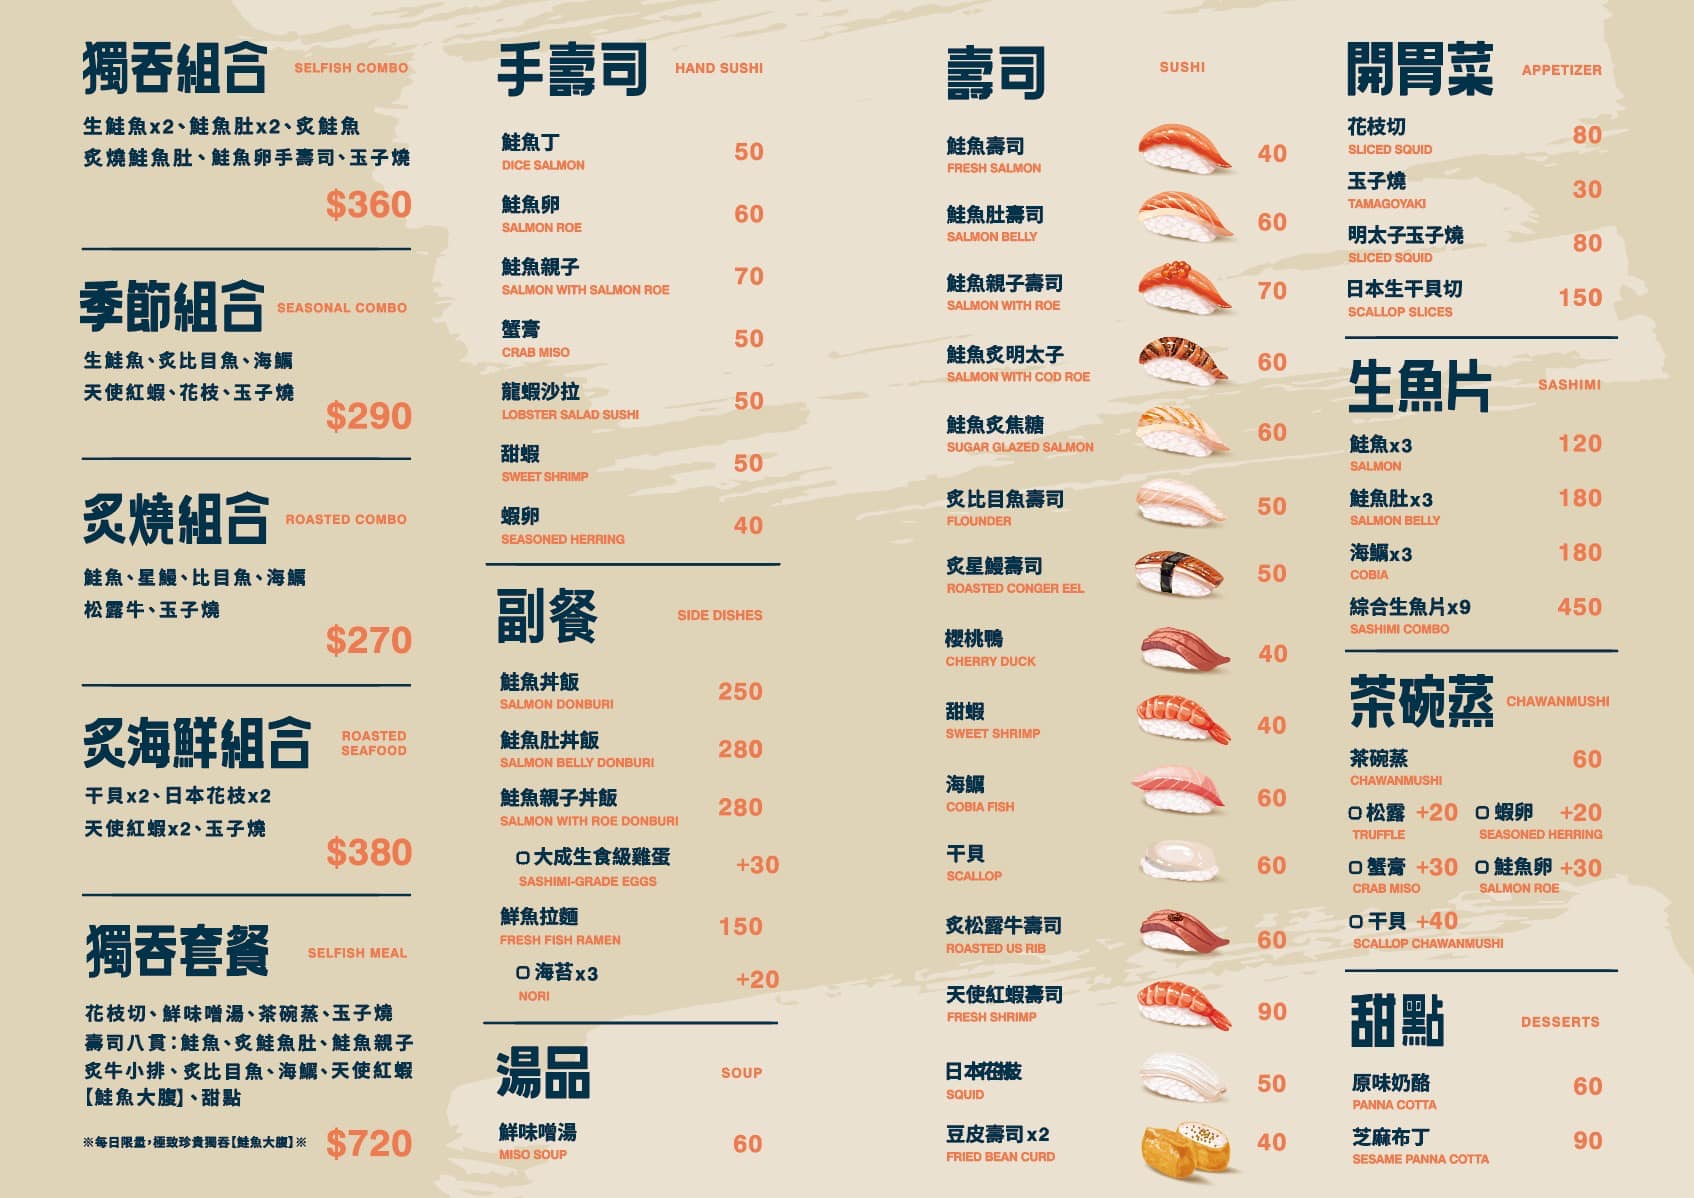 獨吞組合 SELFISH COMBO
生鮭魚x2、鮭魚肚x2、炙鮭魚
炙燒鮭魚肚、鮭魚卵手壽司、玉子燒
$360
季節組合 SEASONAL COMBO
生鮭魚、炙比目魚、海鱺
天使紅蝦、花枝、玉子燒
$290
炙燒組合 ROASTED COMBO
鮭魚、星鰻、比目魚、海鱺
松露牛、玉子燒
$270
炙海鮮組合 ROASTED
SEAFOOD
干貝x2、日本花枝x2
天使紅蝦x2、玉子燒
$380
獨吞套餐 SELFISH MEAL
花枝切、鮮味噌湯、茶碗蒸、玉子燒
壽司八貫:鮭魚、炙鮭魚肚、鮭魚親子
炙牛小排、炙比目魚、海鱺、天使紅蝦
【鮭魚大腹】、甜點
※每日限量,極致珍貴獨吞【鮭魚大腹】※ $720
手壽司 HAND SUSHI
鮭魚丁 50
DICE SALMON
鮭魚卵 60
SALMON ROE
鮭魚親子 70
SALMON WITH SALMON ROE
蟹膏 50
CRAB MISO
龍蝦沙拉 50
LOBSTER SALAD SUSHI
甜蝦 50
SWEET SHRIMP
蝦卵 40
SEASONED HERRING
副餐 SIDE DISHES
鮭魚丼飯 250
SALMON DONBURI
鮭魚肚丼飯 280
SALMON BELLY DONBURI
鮭魚親子丼飯 280
SALMON WITH ROE DONBURI
大成生食級雞蛋 +30
SASHIMI-GRADE EGGS
鮮魚拉麵 150
FRESH FISH RAMEN
海苔x3 +20
NORI
湯品 SOUP
鮮味噌湯 60
MISO SOUP
壽司 SUSHI
鮭魚壽司 40
FRESH SALMON
鮭魚肚壽司 60
SALMON BELLY
鮭魚親子壽司 70
SALMON WITH ROE
鮭魚炙明太子 60
SALMON WITH COD ROE
鮭魚炙焦糖 60
SUGAR GLAZED SALMON
炙比目魚壽司 50
FLOUNDER
炙星鰻壽司 50
ROASTED CONGER EEL
櫻桃鴨 40
CHERRY DUCK
甜蝦 40
SWEET SHRIMP
海鱺 60
COBIA FISH
干貝 60
SCALLOP
炙松露牛壽司 60
ROASTED US RIB
天使紅蝦壽司 90
FRESH SHRIMP
日本花枝 50
SQUID
豆皮壽司x2 40
FRIED BEAN CURD
開胃菜 APPETIZER
花枝切 80
SLICED SQUID
玉子燒 30
TAMAGOYAKI
明太子玉子燒 80
SLICED SQUID
日本生干貝切 150
SCALLOP SLICES
生魚片 SASHIMI
鮭魚x3 120
SALMON
鮭魚肚x3 180
SALMON BELLY
海鱺x3 180
COBIA
綜合生魚片x9 450
SASHIMI COMBO
茶碗蒸 CHAWANMUSHI
茶碗蒸 60
CHAWANMUSHI
松露 +20 蝦卵 +20
TRUFFLE SEASONED HERRING
蟹膏 +30 鮭魚卵 +30
CRAB MISO SALMON ROE
干貝 +40
SCALLOP CHAWANMUSHI
甜點 DESSERTS
原味奶酪 60
PANNA COTTA
芝麻布丁 90
SESAME PANNA COTTA